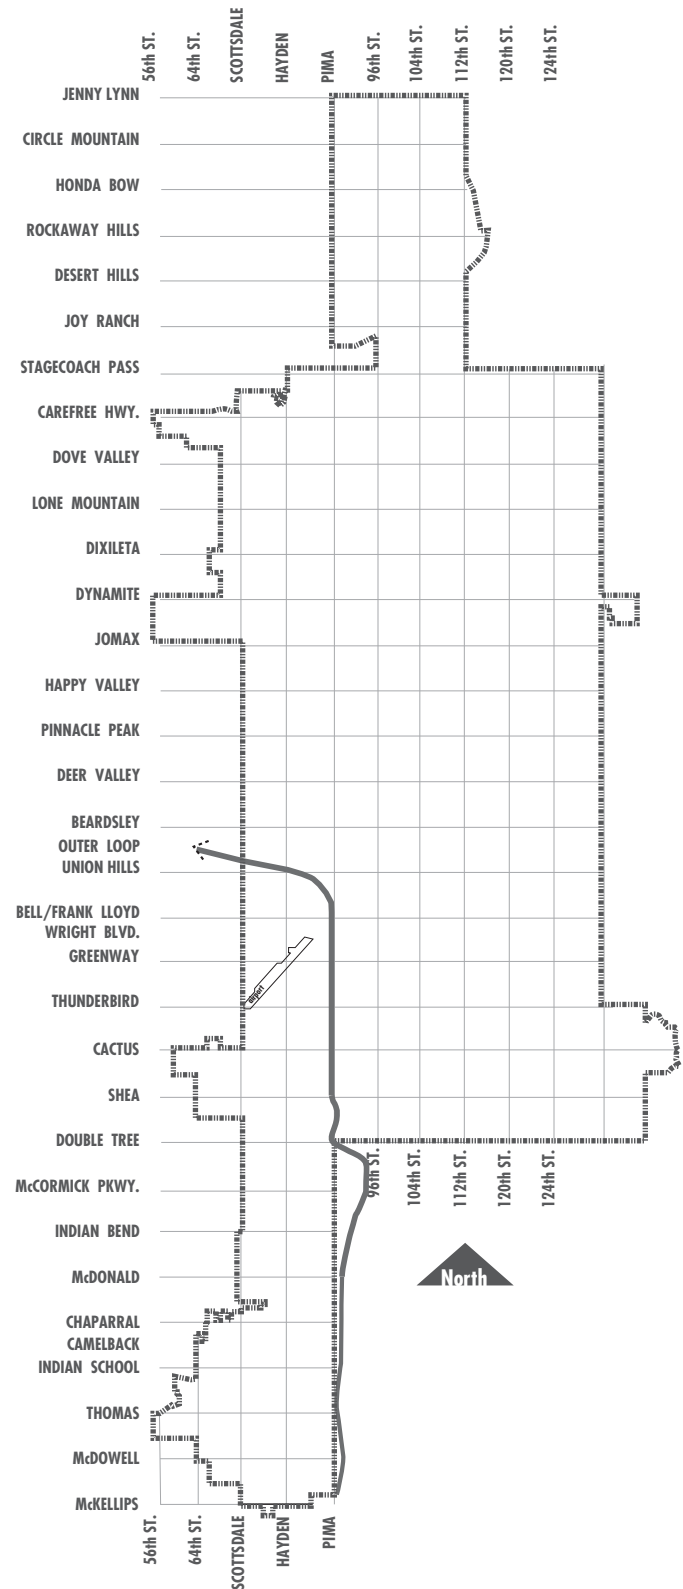 56th ST.
64th ST.
SCOTTSDALE
HAYDEN
PIMA
96th ST.
104th ST.
112th ST.
120th ST.
124th ST.
JENNY LYNN
CIRCLE MOUNTAIN
HONDA BOW
ROCKAWAY HILLS
DESERT HILLS
JOY RANCH
STAGECOACH PASS
CAREFREE HWY.
DOVE VALLEY
LONE MOUNTAIN
DIXILETA
DYNAMITE
JOMAX
HAPPY VALLEY
PINNACLE PEAK
DEER VALLEY
BEARDSLEY
OUTER LOOP
UNION HILLS
BELL/FRANK LLOYD
WRIGHT BLVD.
GREENWAY
airport
THUNDERBIRD
CACTUS
SHEA
DOUBLE TREE
96th ST.
104th ST.
112th ST.
120th ST.
124th ST.
McCORMICK PKWY.
INDIAN BEND
McDONALD
North
CHAPARRAL
CAMELBACK
INDIAN SCHOOL
THOMAS
McDOWELL
McKELLIPS
56th ST.
64th ST.
SCOTTSDALE
HAYDEN
PIMA